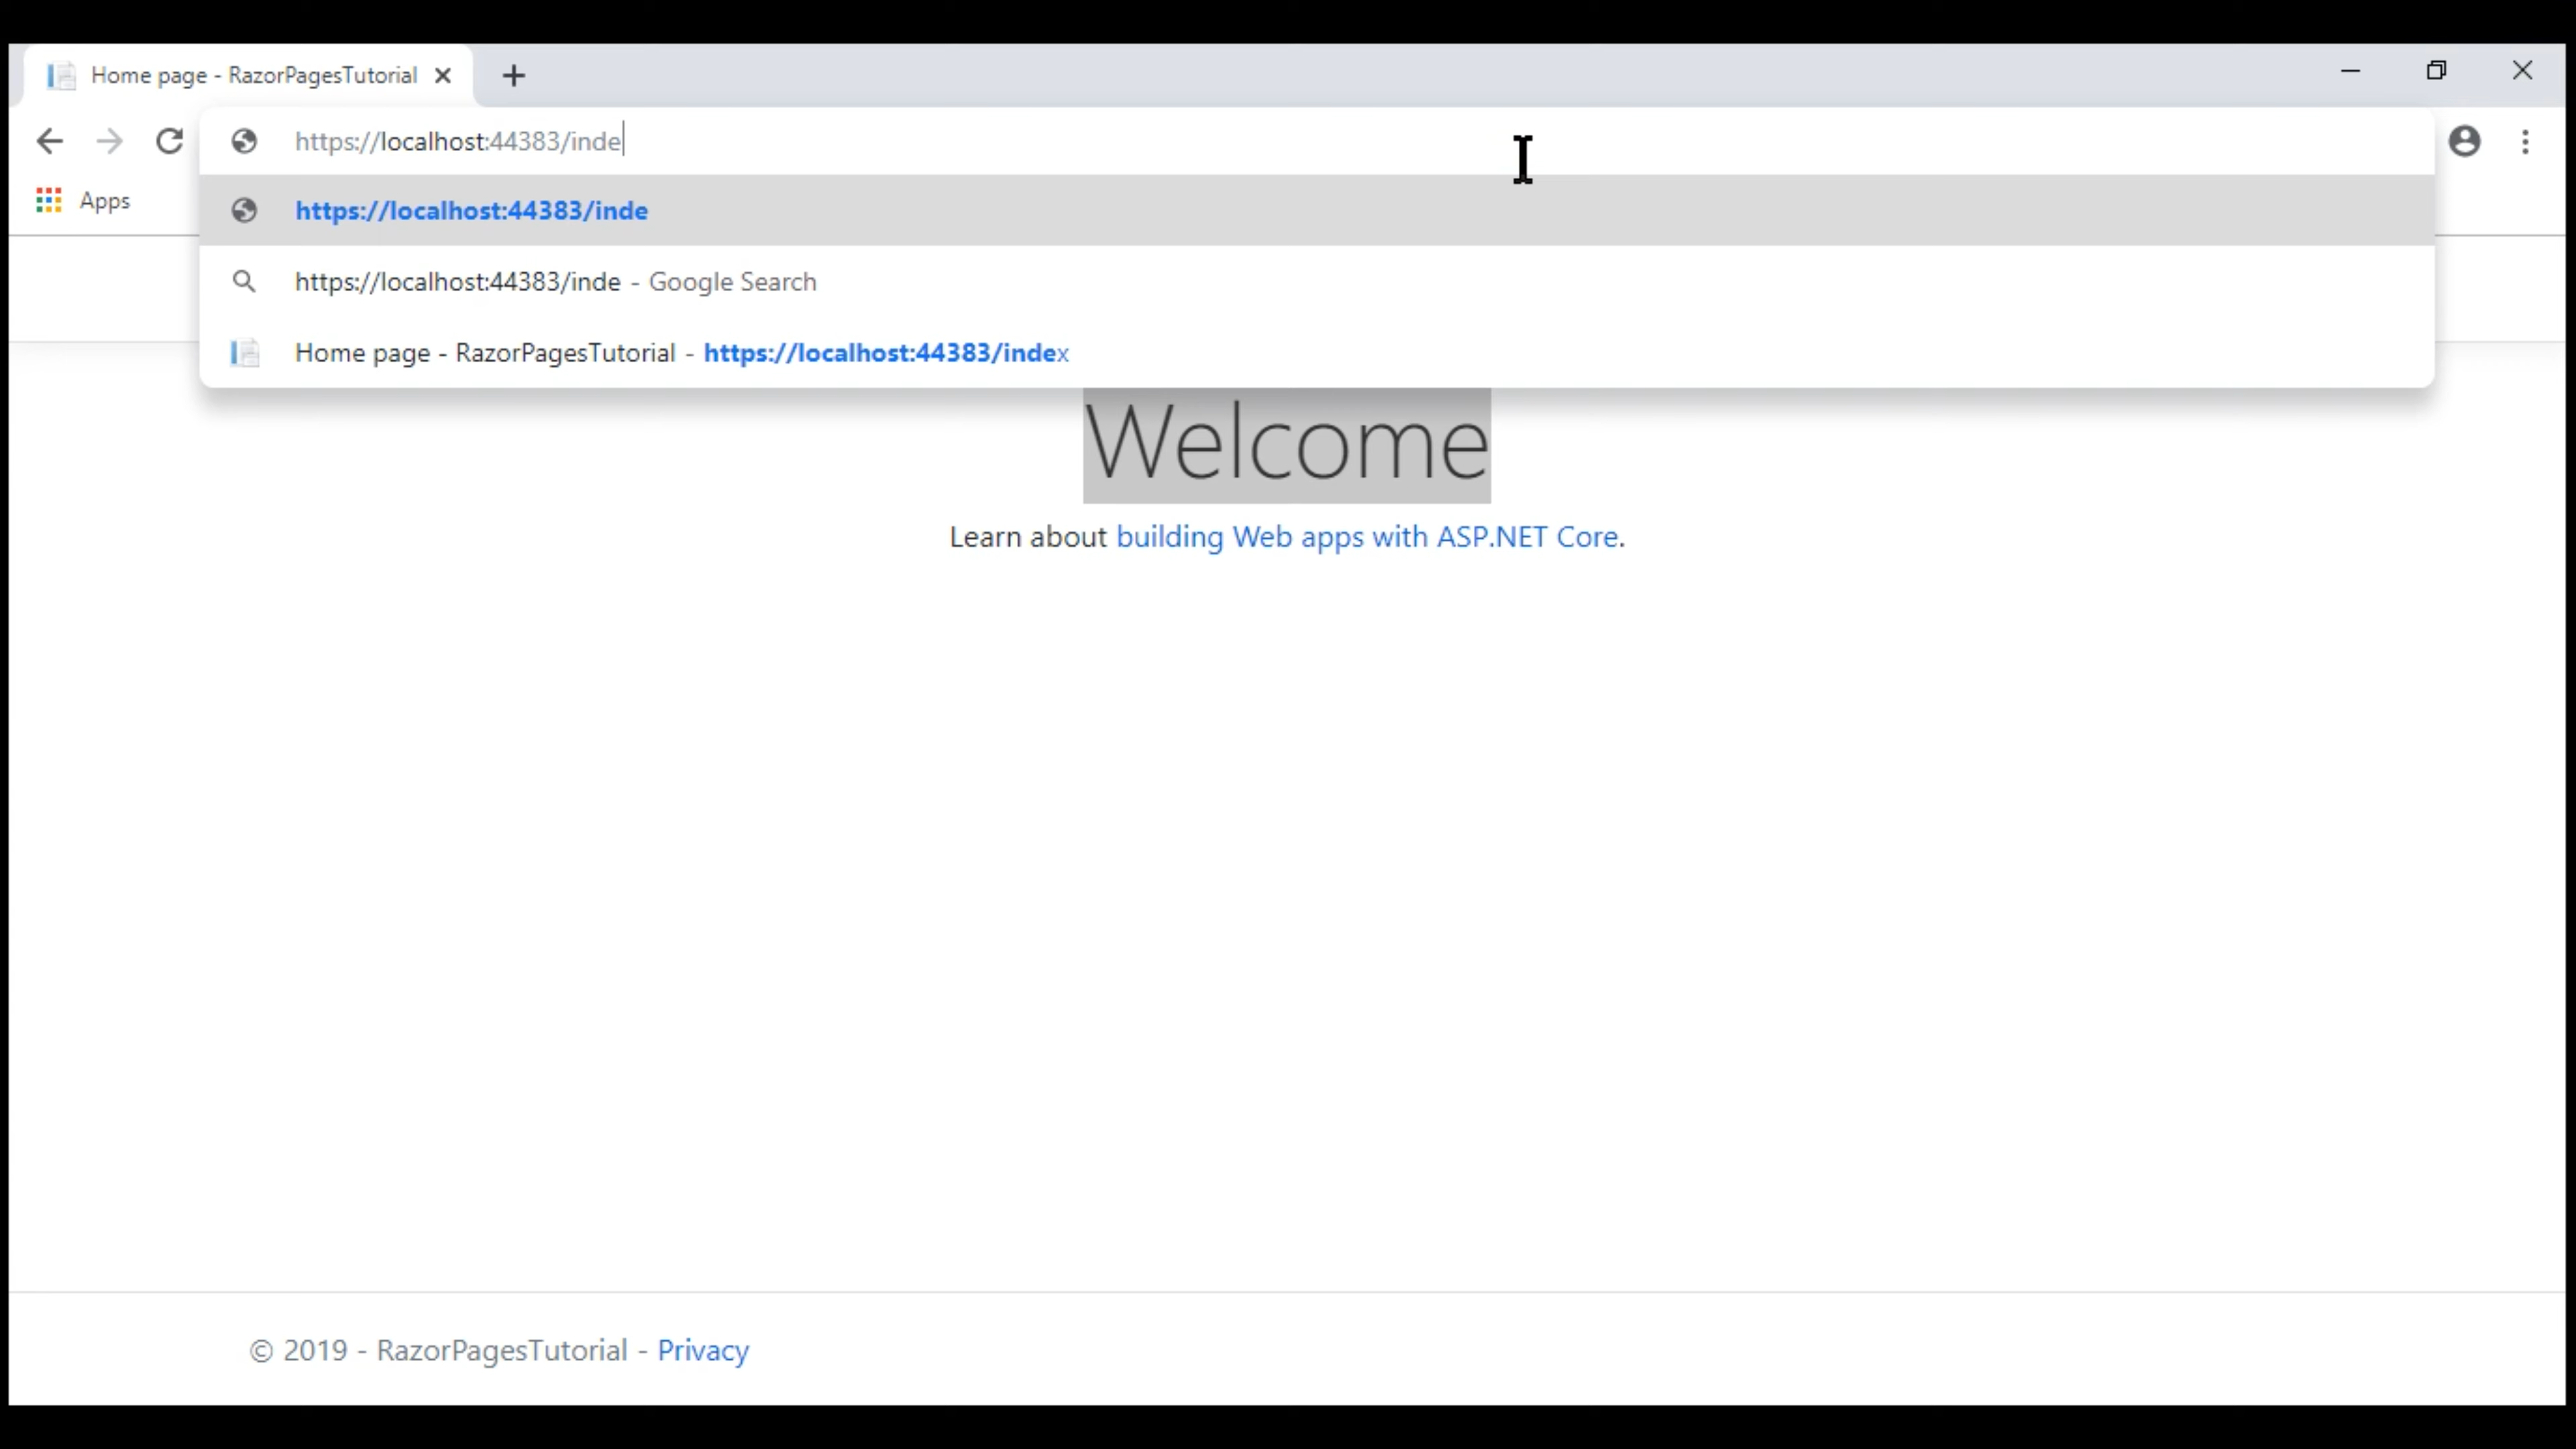 Home page - RazorPagesTutorial
https://localhost:44383/inde
Apps
https://localhost:44383/inde
https://localhost:44383/inde - Google Search
Home page - RazorPagesTutorial - https://localhost:44383/index
Welcome
Learn about building Web apps with ASP.NET Core.
© 2019 - RazorPagesTutorial - Privacy